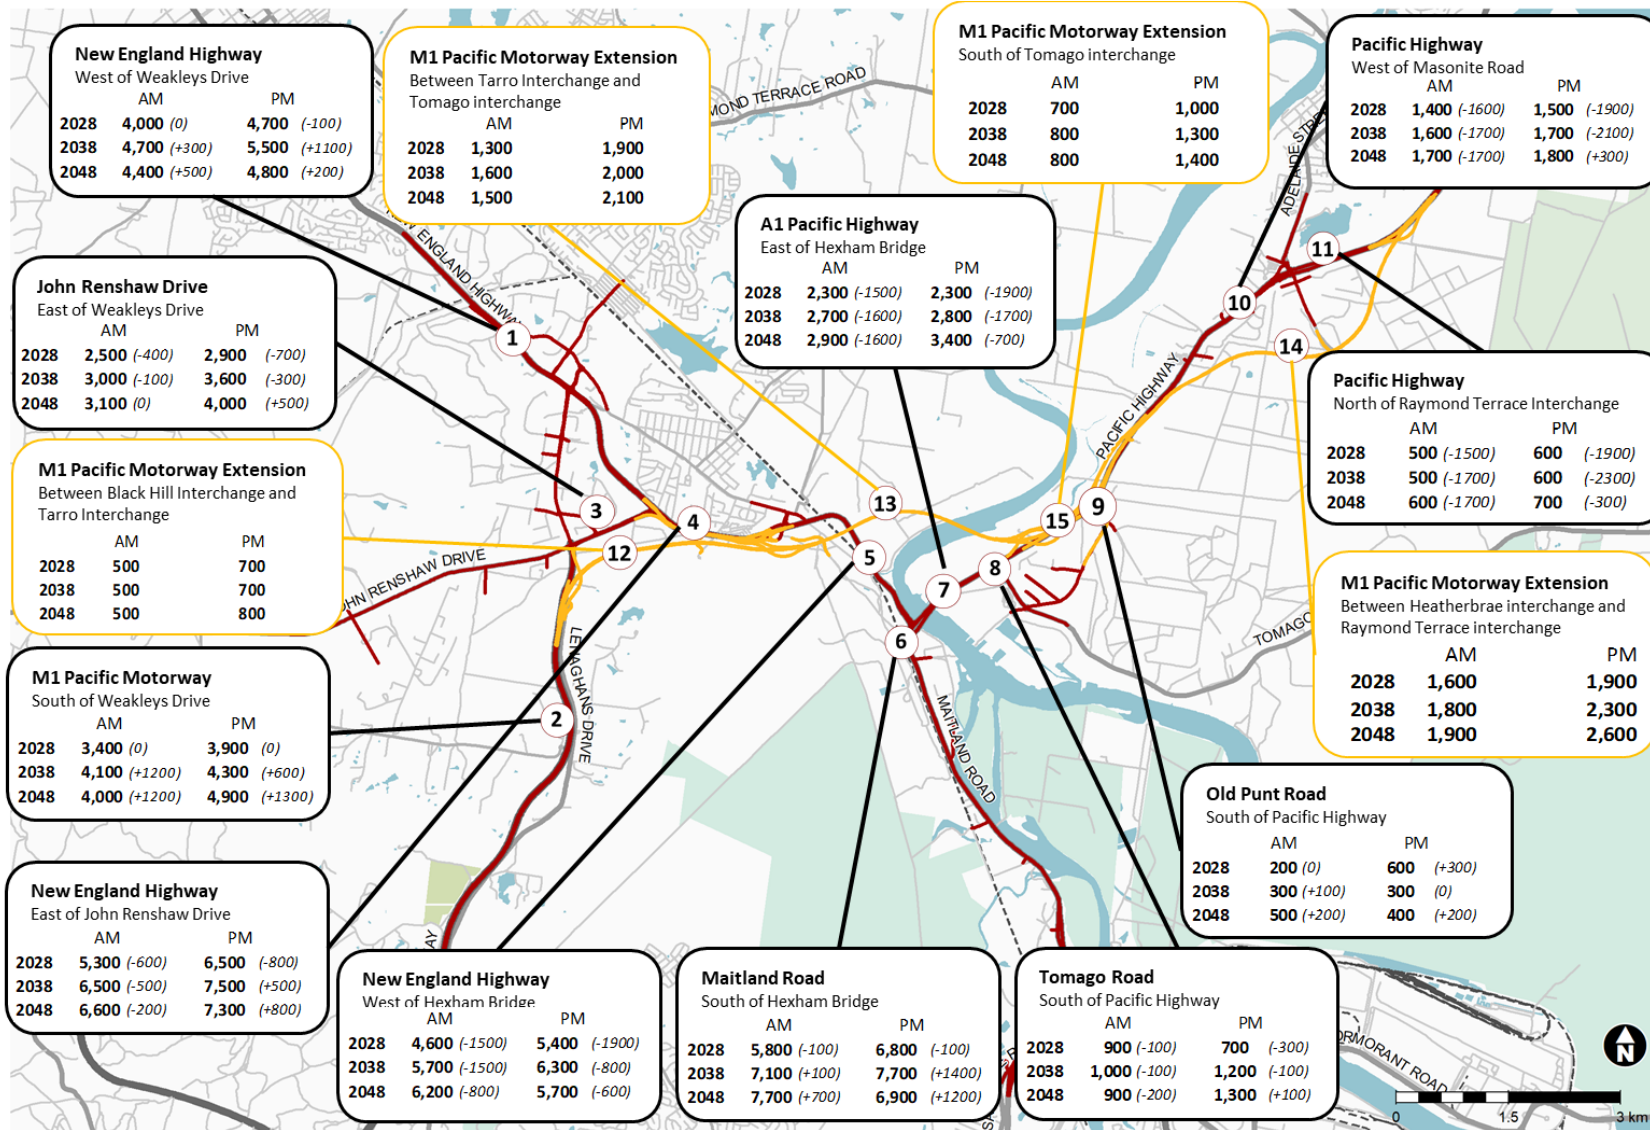 New England Highway
West of Weakleys Drive
AM PM
2028 4,000 (0) 4,700 (-100)
2038 4,700 (+300) 5,500 (+1100)
2048 4,400 (+500) 4,800 (+200)
M1 Pacific Motorway Extension
Between Tarro Interchange and
Tomago interchange
AM PM
2028 1,300 1,900
2038 1,600 2,000
2048 1,500 2,100
M1 Pacific Motorway Extension
South of Tomago interchange
AM PM
2028 700 1,000
2038 800 1,300
2048 800 1,400
Pacific Highway
West of Masonite Road
AM PM
2028 1,400 (-1600) 1,500 (-1900)
2038 1,600 (-1700) 1,700 (-2100)
2048 1,700 (-1700) 1,800 (+300)
MOND TERRACE ROAD
ADELAIDE STRE
NEW ENGLAND HIGHWAY
A1 Pacific Highway
East of Hexham Bridge
AM PM
2028 2,300 (-1500) 2,300 (-1900)
2038 2,700 (-1600) 2,800 (-1700)
2048 2,900 (-1600) 3,400 (-700)
John Renshaw Drive
East of Weakleys Drive
AM PM
2028 2,500 (-400) 2,900 (-700)
2038 3,000 (-100) 3,600 (-300)
2048 3,100 (0) 4,000 (+500)
1
11
10
14
PACIFIC HIGHWAY
Pacific Highway
North of Raymond Terrace Interchange
AM PM
2028 500 (-1500) 600 (-1900)
2038 500 (-1700) 600 (-2300)
2048 600 (-1700) 700 (-300)
M1 Pacific Motorway Extension
Between Black Hill Interchange and
Tarro Interchange
AM PM
2028 500 700
2038 500 700
2048 500 800
3
4
13
15
9
12
5
8
7
6
JOHN RENSHAW DRIVE
LENAGHANS DRIVE
MAITLAND ROAD
TOMAGO
M1 Pacific Motorway Extension
Between Heatherbrae interchange and
Raymond Terrace interchange
AM PM
2028 1,600 1,900
2038 1,800 2,300
2048 1,900 2,600
M1 Pacific Motorway
South of Weakleys Drive
AM PM
2028 3,400 (0) 3,900 (0)
2038 4,100 (+1200) 4,300 (+600)
2048 4,000 (+1200) 4,900 (+1300)
2
Old Punt Road
South of Pacific Highway
AM PM
2028 200 (0) 600 (+300)
2038 300 (+100) 300 (0)
2048 500 (+200) 400 (+200)
New England Highway
East of John Renshaw Drive
AM PM
2028 5,300 (-600) 6,500 (-800)
2038 6,500 (-500) 7,500 (+500)
2048 6,600 (-200) 7,300 (+800)
AY
New England Highway
West of Hexham Bridge
AM PM
2028 4,600 (-1500) 5,400 (-1900)
2038 5,700 (-1500) 6,300 (-800)
2048 6,200 (-800) 5,700 (-600)
Maitland Road
South of Hexham Bridge
AM PM
2028 5,800 (-100) 6,800 (-100)
2038 7,100 (+100) 7,700 (+1400)
2048 7,700 (+700) 6,900 (+1200)
Tomago Road
South of Pacific Highway
AM PM
2028 900 (-100) 700 (-300)
2038 1,000 (-100) 1,200 (-100)
2048 900 (-200) 1,300 (+100)
ORMORANT ROAD
N
0 1.5 3 km